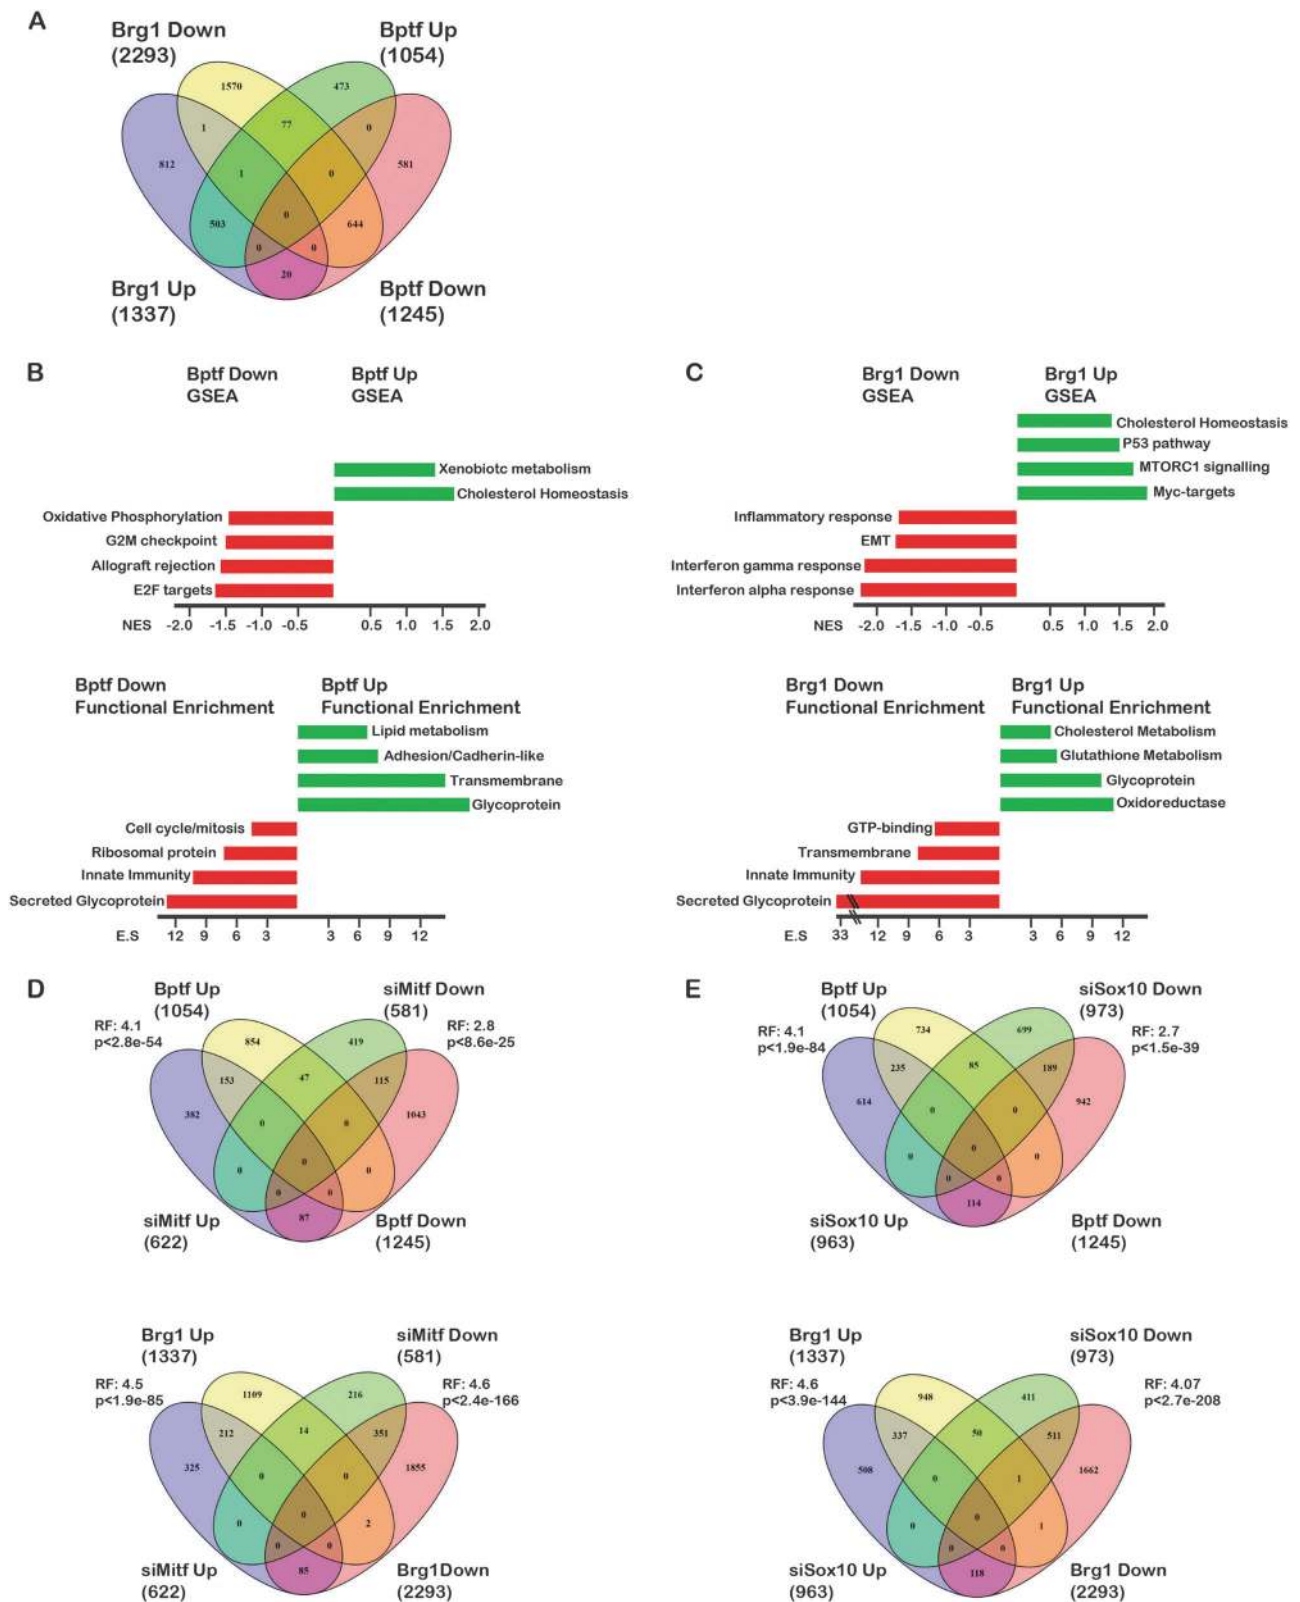 A
Brg1 Down
(2293)
Bptf Up
(1054)
1570
473
1
77
0
812
1
0
581
503
0
644
0
0
20
Brg1 Up
(1337)
Bptf Down
(1245)
B
Bptf Down
GSEA
Bptf Up
GSEA
Xenobiotc metabolism
Cholesterol Homeostasis
Oxidative Phosphorylation
G2M checkpoint
Allograft rejection
E2F targets
NES -2.0 -1.5 -1.0 -0.5 0.5 1.0 1.5 2.0
Bptf Down
Functional Enrichment
Bptf Up
Functional Enrichment
Lipid metabolism
Adhesion/Cadherin-like
Transmembrane
Glycoprotein
Cell cycle/mitosis
Ribosomal protein
Innate Immunity
Secreted Glycoprotein
E.S 12 9 6 3 3 6 9 12
C
Brg1 Down
GSEA
Brg1 Up
GSEA
Cholesterol Homeostasis
P53 pathway
MTORC1 signalling
Myc-targets
Inflammatory response
EMT
Interferon gamma response
Interferon alpha response
NES -2.0 -1.5 -1.0 -0.5 0.5 1.0 1.5 2.0
Brg1 Down
Functional Enrichment
Brg1 Up
Functional Enrichment
Cholesterol Metabolism
Glutathione Metabolism
Glycoprotein
Oxidoreductase
GTP-binding
Transmembrane
Innate Immunity
Secreted Glycoprotein
E.S 33 12 9 6 3 3 6 9 12
D
Bptf Up
(1054)
siMitf Down
(581)
RF: 4.1
p<2.8e-54
RF: 2.8
p<8.6e-25
854
419
153
47
115
382
0
0
1043
0
0
0
0
0
87
siMitf Up
(622)
Bptf Down
(1245)
Brg1 Up
(1337)
siMitf Down
(581)
RF: 4.5
p<1.9e-85
RF: 4.6
p<2.4e-166
1109
216
212
14
351
325
0
0
1855
0
0
2
0
0
85
siMitf Up
(622)
Brg1Down
(2293)
E
Bptf Up
(1054)
siSox10 Down
(973)
RF: 4.1
p<1.9e-84
RF: 2.7
p<1.5e-39
734
699
235
85
189
614
0
0
942
0
0
0
0
0
114
siSox10 Up
(963)
Bptf Down
(1245)
Brg1 Up
(1337)
siSox10 Down
(973)
RF: 4.6
p<3.9e-144
RF: 4.07
p<2.7e-208
948
411
337
50
511
508
0
1
1662
0
0
1
0
0
118
siSox10 Up
(963)
Brg1 Down
(2293)